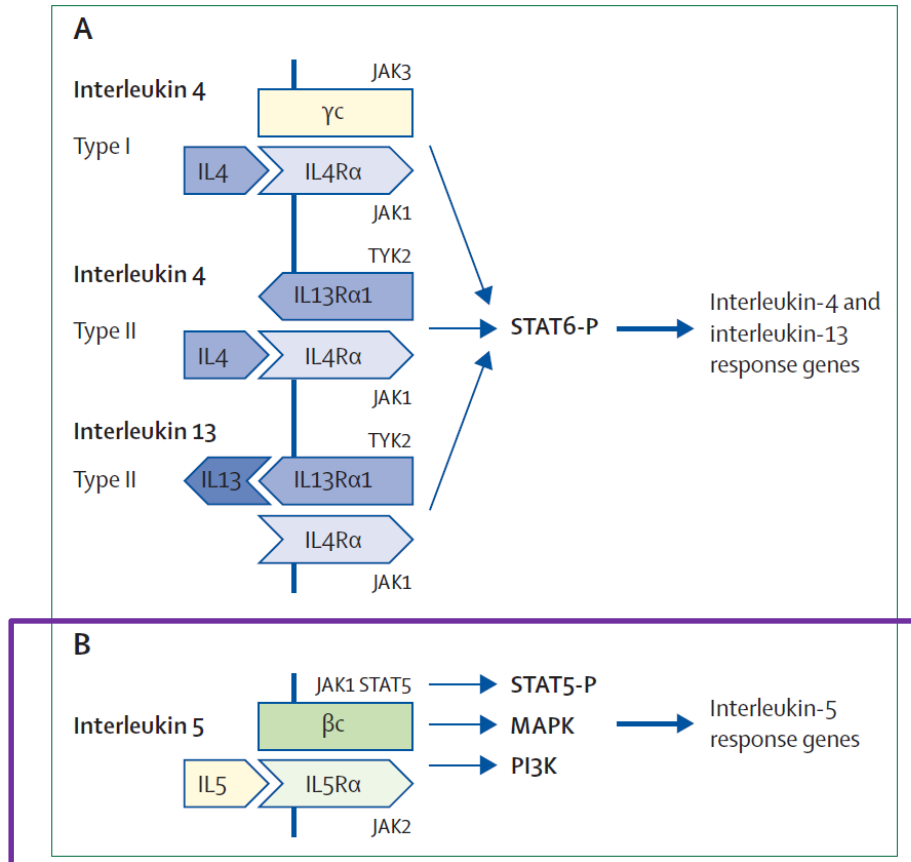 A
JAK3
Interleukin 4
γc
Type I
IL4
IL4Rα
JAK1
TYK2
Interleukin 4
IL13Rα1
Type II
IL4
IL4Rα
JAK1
STAT6-P
Interleukin-4 and
interleukin-13
response genes
Interleukin 13
TYK2
Type II
IL13
IL13Rα1
IL4Rα
JAK1
B
JAK1 STAT5
STAT5-P
Interleukin 5
βc
MAPK
Interleukin-5
response genes
PI3K
IL5
IL5Rα
JAK2